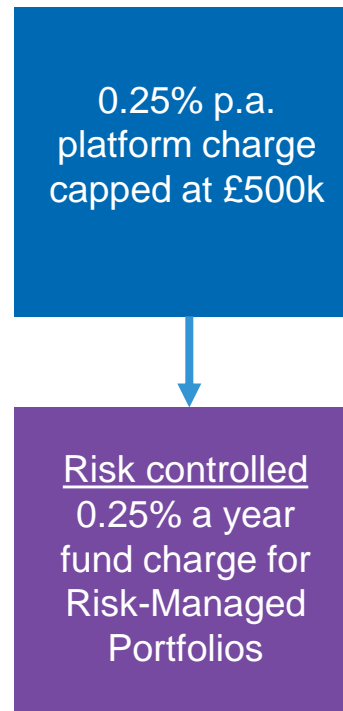 0.25% p.a.
platform charge
capped at £500k
Risk controlled
0.25% a year
fund charge for
Risk-Managed
Portfolios